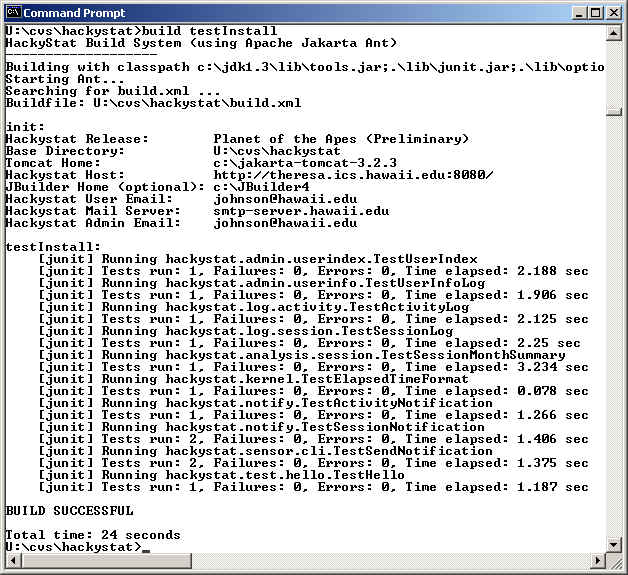 Command Prompt
U:\cvs\hackystat>build testInstall
HackyStat Build System (using Apache Jakarta Ant)
-------------------
Building with classpath c:\jdk1.3\lib\tools.jar;.\lib\junit.jar;.\lib\optio
Starting Ant...
Searching for build.xml ...
Buildfile: U:\cvs\hackystat\build.xml
init:
Hackystat Release:        Planet of the Apes (Preliminary)
Base Directory:           U:\cvs\hackystat
Tomcat Home:              c:\jakarta-tomcat-3.2.3
Hackystat Host:           http://theresa.ics.hawaii.edu:8080/
JBuilder Home (optional): c:\JBuilder4
Hackystat User Email:     johnson@hawaii.edu
Hackystat Mail Server:    smtp-server.hawaii.edu
Hackystat Admin Email:    johnson@hawaii.edu
testInstall:
    [junit] Running hackystat.admin.userindex.TestUserIndex
    [junit] Tests run: 1, Failures: 0, Errors: 0, Time elapsed: 2.188 sec
    [junit] Running hackystat.admin.userinfo.TestUserInfoLog
    [junit] Tests run: 1, Failures: 0, Errors: 0, Time elapsed: 1.906 sec
    [junit] Running hackystat.log.activity.TestActivityLog
    [junit] Tests run: 1, Failures: 0, Errors: 0, Time elapsed: 2.125 sec
    [junit] Running hackystat.log.session.TestSessionLog
    [junit] Tests run: 1, Failures: 0, Errors: 0, Time elapsed: 2.25 sec
    [junit] Running hackystat.analysis.session.TestSessionMonthSummary
    [junit] Tests run: 1, Failures: 0, Errors: 0, Time elapsed: 3.234 sec
    [junit] Running hackystat.kernel.TestElapsedTimeFormat
    [junit] Tests run: 1, Failures: 0, Errors: 0, Time elapsed: 0.078 sec
    [junit] Running hackystat.notify.TestActivityNotification
    [junit] Tests run: 1, Failures: 0, Errors: 0, Time elapsed: 1.266 sec
    [junit] Running hackystat.notify.TestSessionNotification
    [junit] Tests run: 2, Failures: 0, Errors: 0, Time elapsed: 1.406 sec
    [junit] Running hackystat.sensor.cli.TestSendNotification
    [junit] Tests run: 2, Failures: 0, Errors: 0, Time elapsed: 1.375 sec
    [junit] Running hackystat.test.hello.TestHello
    [junit] Tests run: 1, Failures: 0, Errors: 0, Time elapsed: 1.187 sec
BUILD SUCCESSFUL
Total time: 24 seconds
U:\cvs\hackystat>_